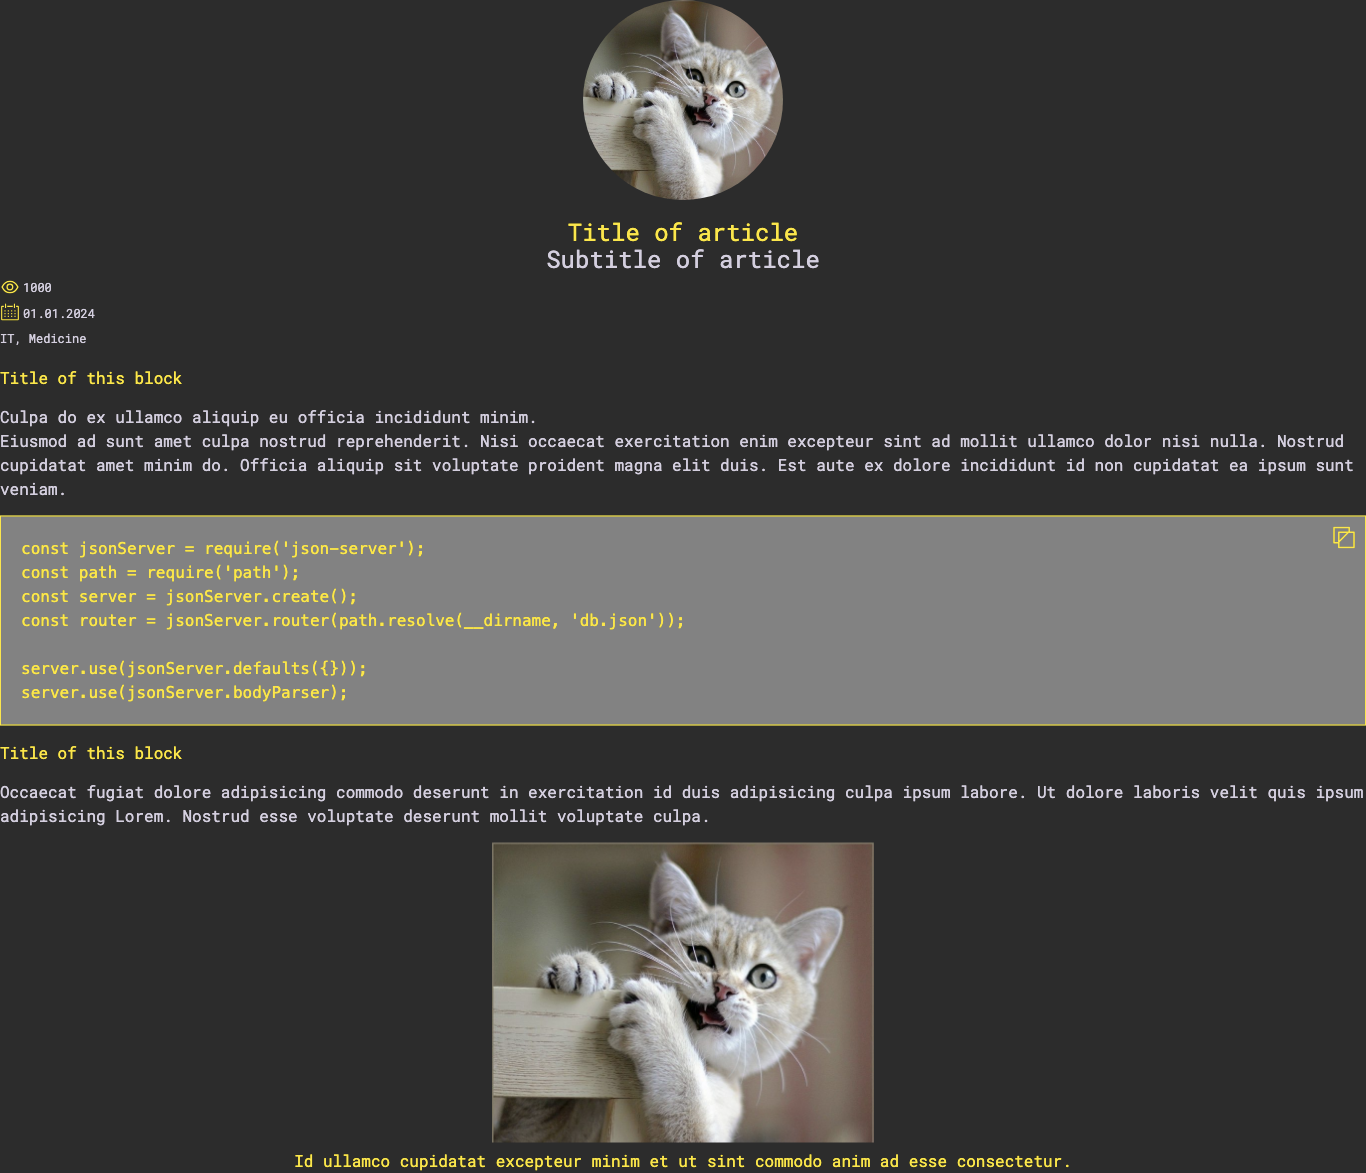 Title of article
Subtitle of article
1000
01.01.2024
IT, Medicine
Title of this block
Culpa do ex ullamco aliquip eu officia incididunt minim.
Eiusmod ad sunt amet culpa nostrud reprehenderit. Nisi occaecat exercitation enim excepteur sint ad mollit ullamco dolor nisi nulla. Nostrud
cupidatat amet minim do. Officia aliquip sit voluptate proident magna elit duis. Est aute ex dolore incididunt id non cupidatat ea ipsum sunt
veniam.
const jsonServer = require('json-server');
const path = require('path');
const server = jsonServer.create();
const router = jsonServer.router(path.resolve(__dirname, 'db.json'));
server.use(jsonServer.defaults({}));
server.use(jsonServer.bodyParser);
Title of this block
Occaecat fugiat dolore adipisicing commodo deserunt in exercitation id duis adipisicing culpa ipsum labore. Ut dolore laboris velit quis ipsum
adipisicing Lorem. Nostrud esse voluptate deserunt mollit voluptate culpa.
Id ullamco cupidatat excepteur minim et ut sint commodo anim ad esse consectetur.